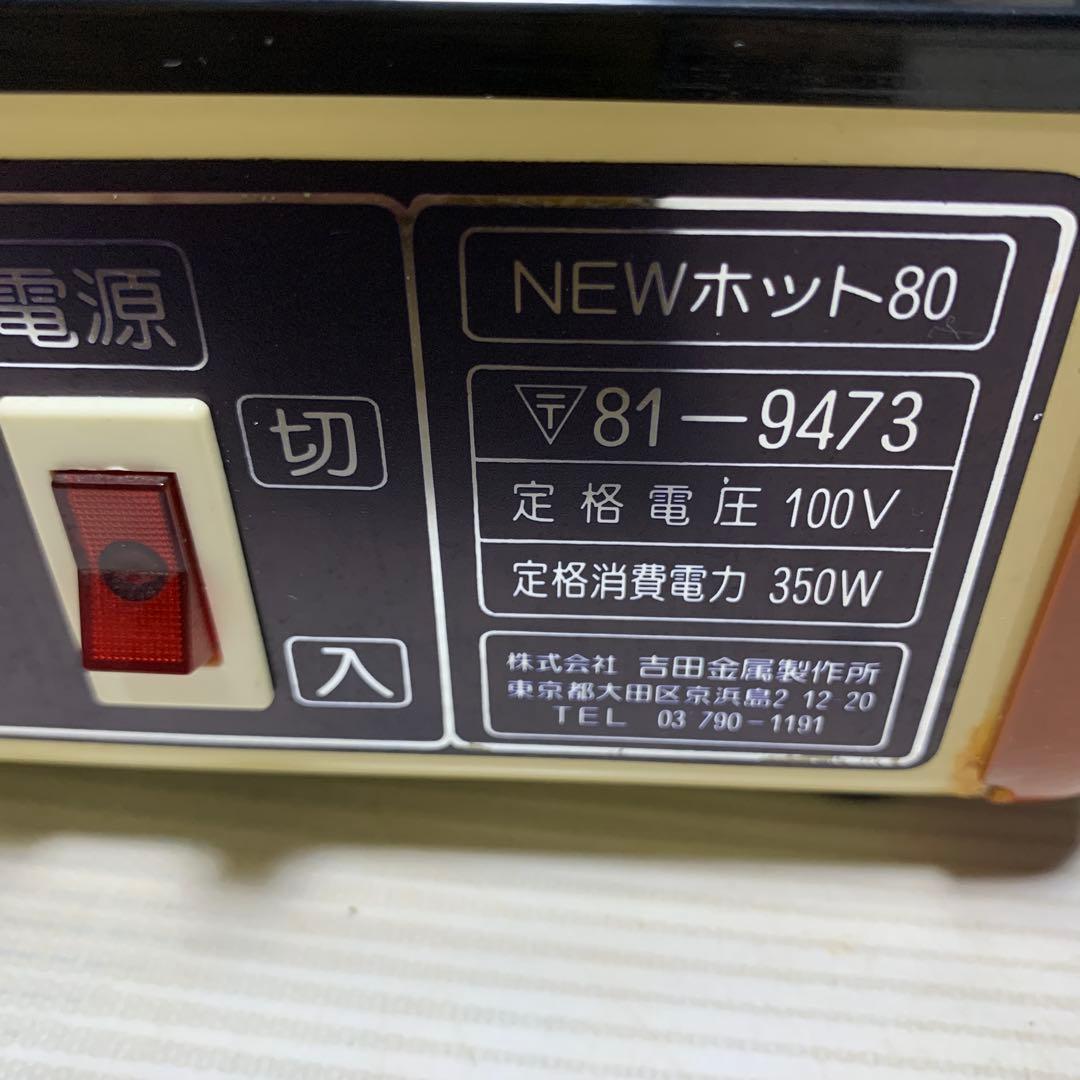 電源
切
入
NEWホット80
〒81-9473
定格電圧 100V
定格消費電力 350W
株式会社 吉田金属製作所
東京都大田区京浜島2 12 20
TEL 03 790-1191